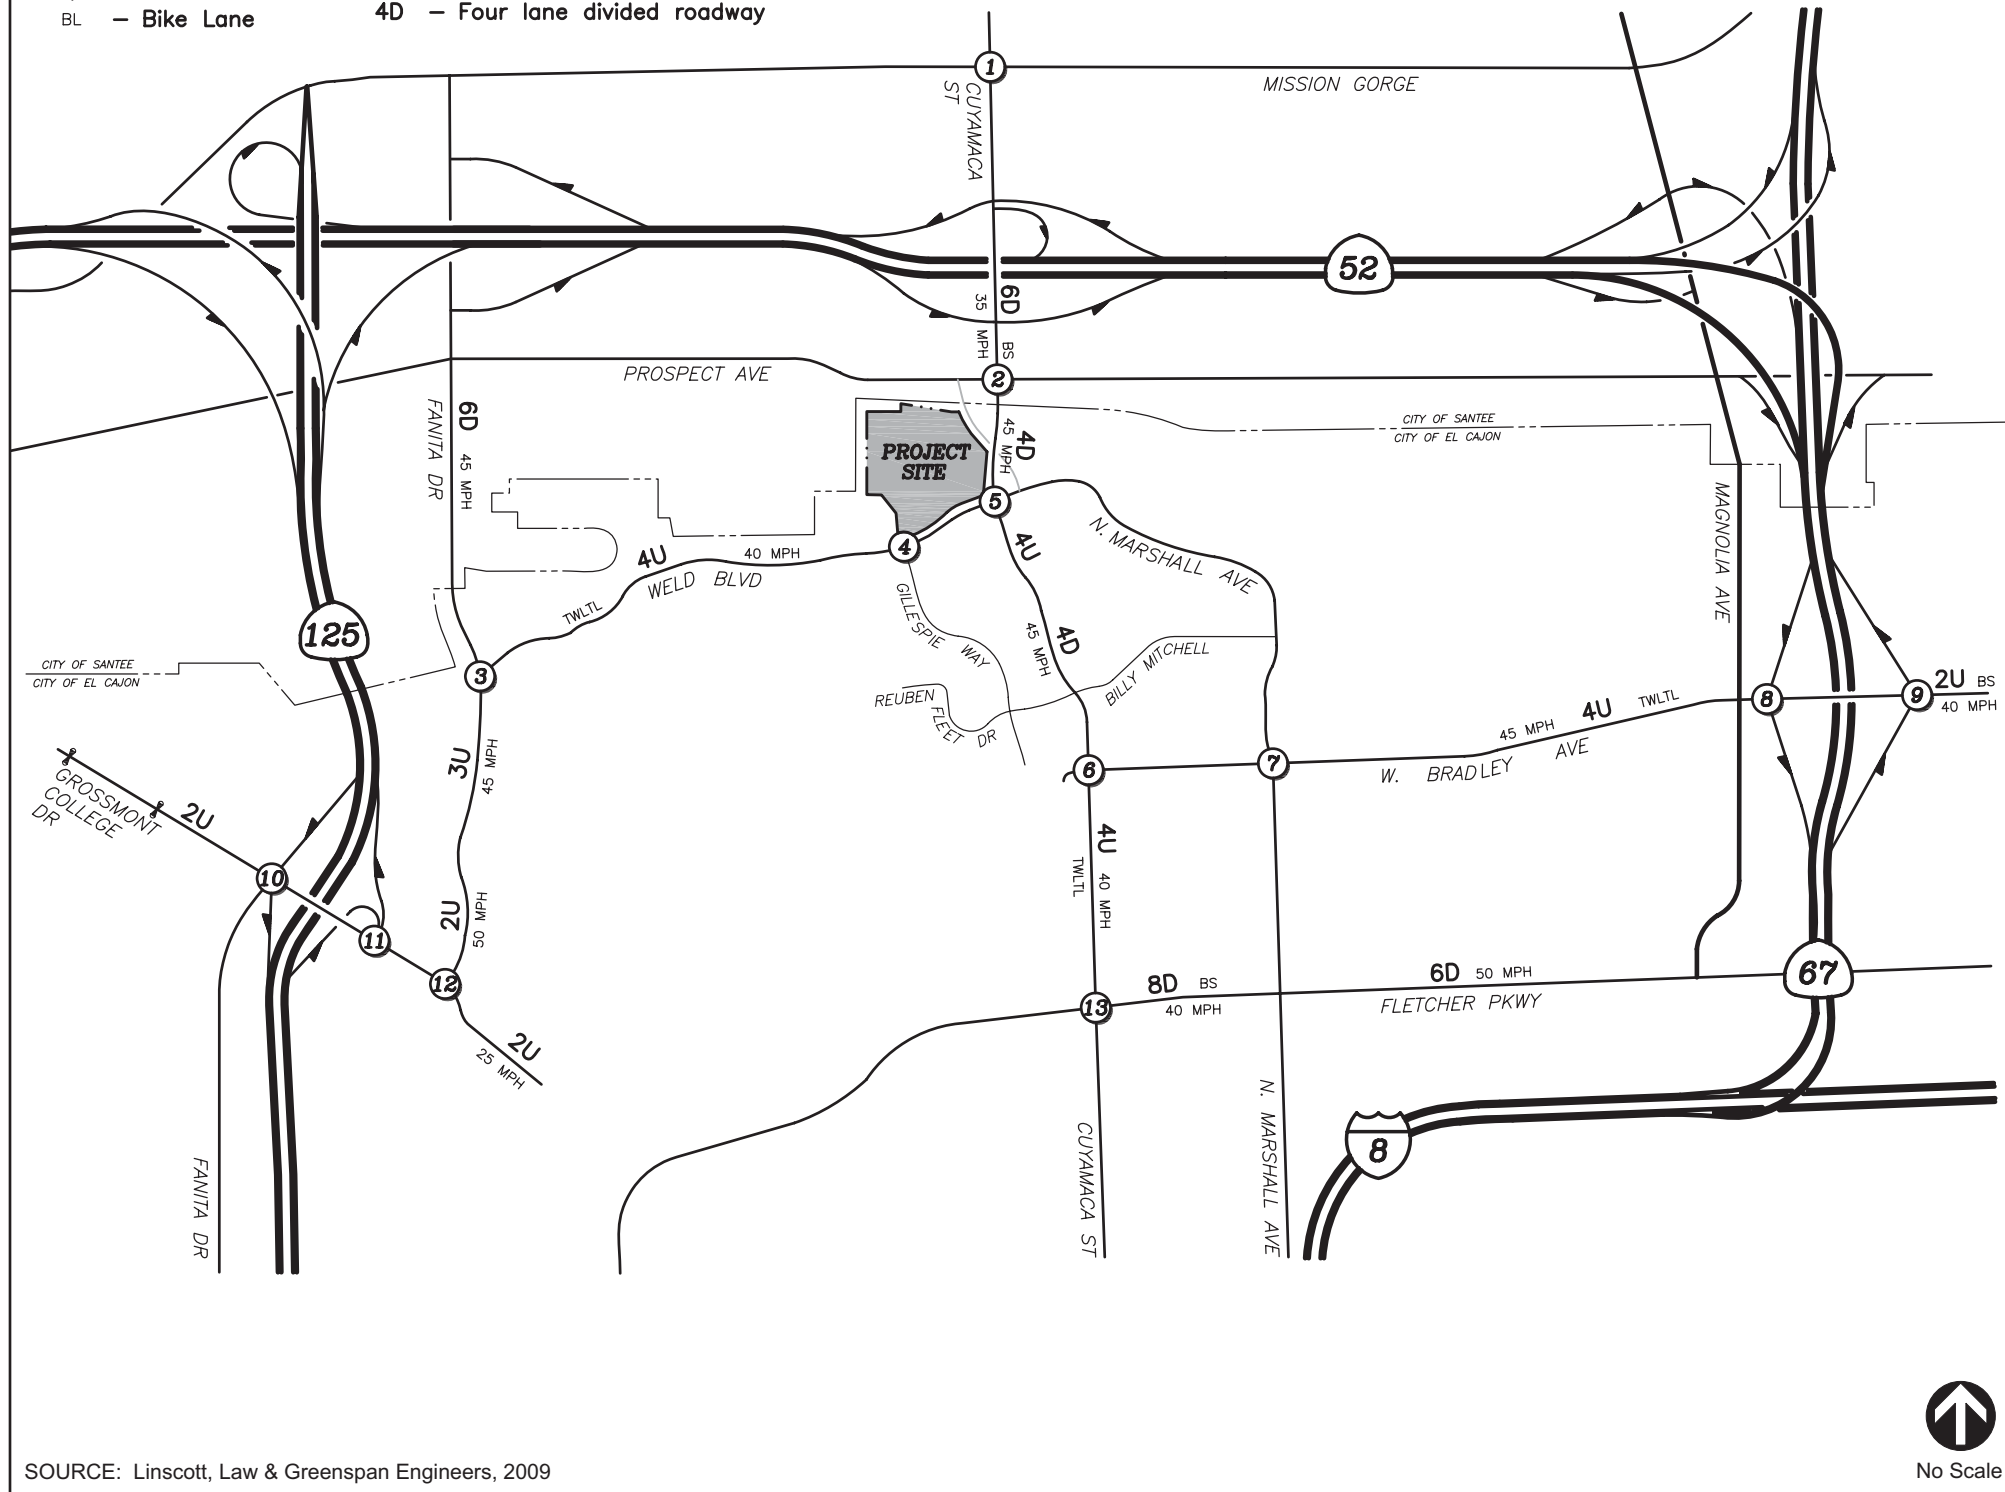 BL – Bike Lane
4D – Four lane divided roadway
1
MISSION GORGE
CUYAMACA
ST
52
6D
35 MPH
BS
2
PROSPECT AVE
CITY OF SANTEE
CITY OF EL CAJON
6D
FANITA DR
45 MPH
PROJECT
SITE
45 MPH
4D
5
N. MARSHALL AVE
MAGNOLIA AVE
4
4U
40 MPH
WELD BLVD
TWLTL
4U
GILLESPIE WAY
125
3
CITY OF SANTEE
CITY OF EL CAJON
4D
45 MPH
BILLY MITCHELL
REUBEN
FLEET DR
8
9
2U BS
40 MPH
45 MPH 4U TWLTL
W. BRADLEY AVE
6
7
3U
45 MPH
GROSSMONT
COLLEGE
DR
2U
10
11
12
2U
50 MPH
4U
TWLTL
40 MPH
13
8D BS
40 MPH
6D 50 MPH
FLETCHER PKWY
67
2U
25 MPH
FANITA DR
CUYAMACA ST
N. MARSHALL AVE
8
SOURCE: Linscott, Law & Greenspan Engineers, 2009
No Scale